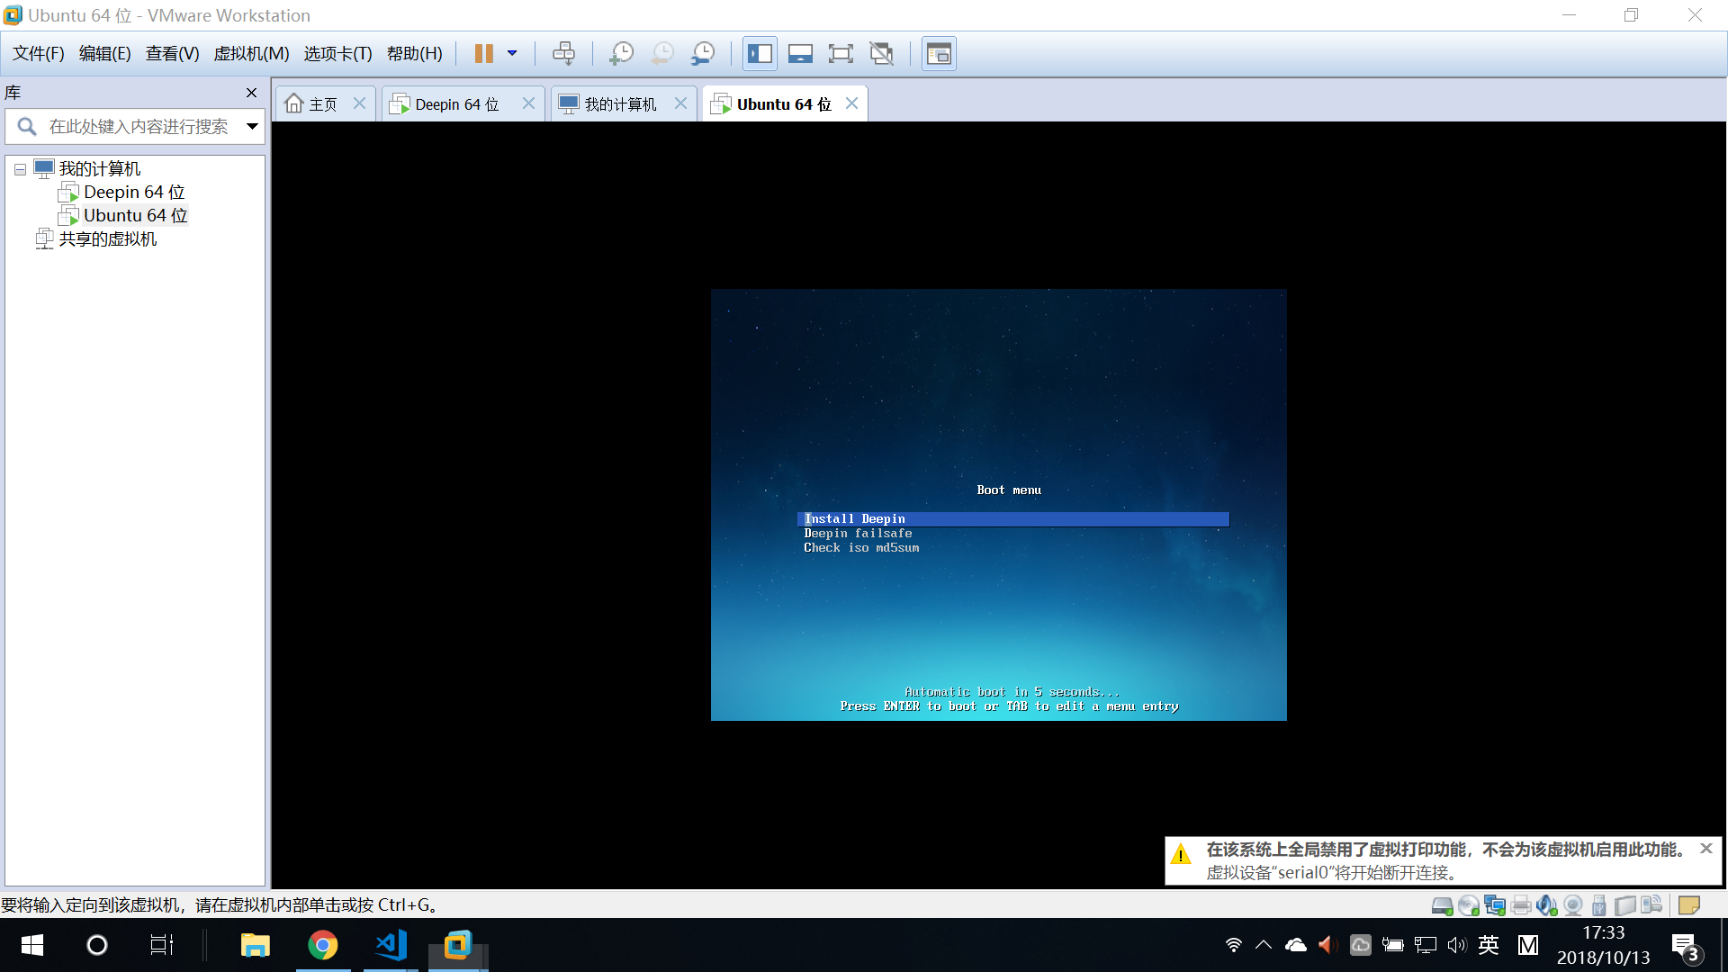 Ubuntu 64 位 - VMware Workstation
文件(F) 编辑(E) 查看(V) 虚拟机(M) 选项卡(T) 帮助(H)
库
主页
Deepin 64 位
我的计算机
Ubuntu 64 位
在此处键入内容进行搜索
我的计算机
Deepin 64 位
Ubuntu 64 位
共享的虚拟机
Boot menu
Install Deepin
Deepin failsafe
Check iso md5sum
Automatic boot in 5 seconds...
Press ENTER to boot or TAB to edit a menu entry
在该系统上全局禁用了虚拟打印功能，不会为该虚拟机启用此功能。
虚拟设备“serial0”将开始断开连接。
要将输入定向到该虚拟机，请在虚拟机内部单击或按 Ctrl+G。
英
M
17:33
2018/10/13
3